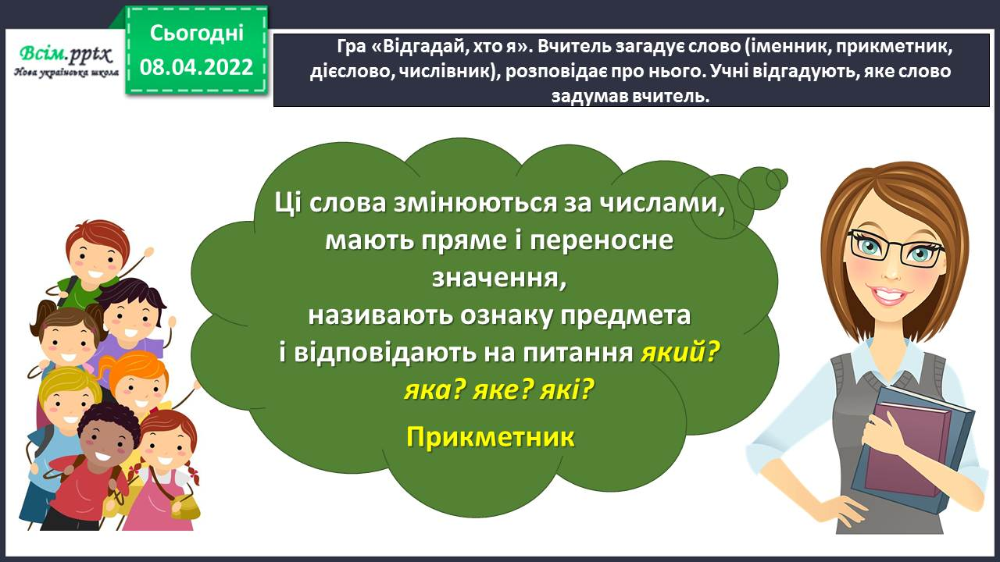 Всім.pptx
Нова українська школа
Сьогодні
08.04.2022
Гра «Відгадай, хто я». Вчитель загадує слово (іменник, прикметник,
дієслово, числівник), розповідає про нього. Учні відгадують, яке слово
задумав вчитель.
Ці слова змінюються за числами,
мають пряме і переносне
значення,
називають ознаку предмета
і відповідають на питання який?
яка? яке? які?
Прикметник